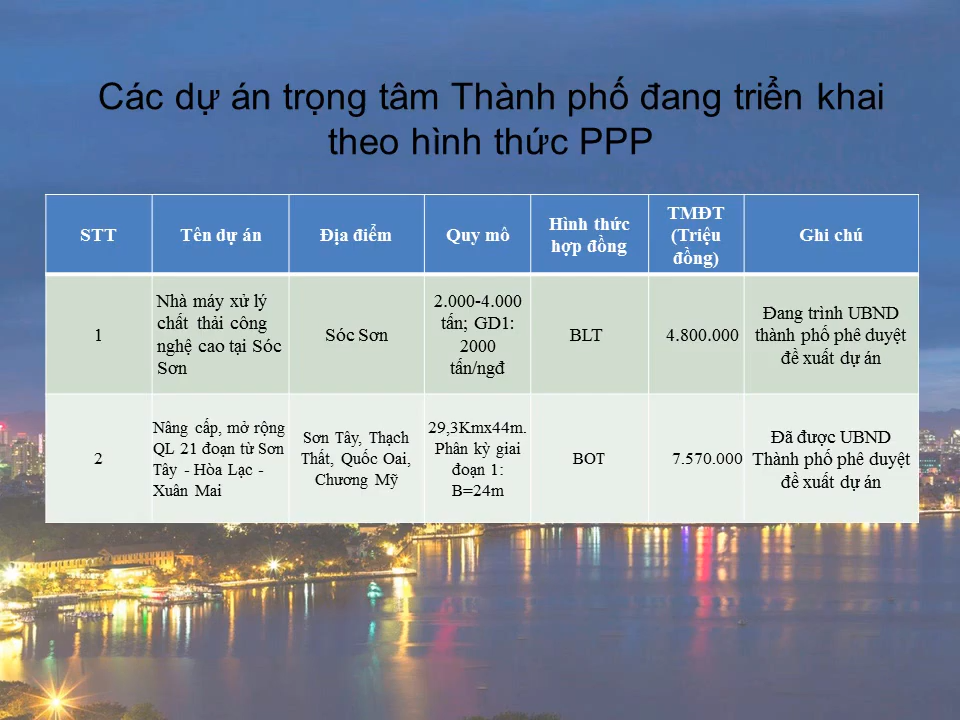 Các dự án trọng tâm Thành phố đang triển khai
theo hình thức PPP
STT
Tên dự án
Địa điểm
Quy mô
Hình thức
hợp đồng
TMĐT
(Triệu
đồng)
Ghi chú
1
Nhà máy xử lý
chất thải công
nghệ cao tại Sóc
Sơn
Sóc Sơn
2.000-4.000
tấn; GD1:
2000
tấn/ngđ
BLT
4.800.000
Đang trình UBND
thành phố phê duyệt
đề xuất dự án
2
Nâng cấp, mở rộng
QL 21 đoạn từ Sơn
Tây - Hòa Lạc -
Xuân Mai
Sơn Tây, Thạch
Thất, Quốc Oai,
Chương Mỹ
29,3Kmx44m.
Phân kỳ giai
đoạn 1:
B=24m
BOT
7.570.000
Đã được UBND
Thành phố phê duyệt
đề xuất dự án